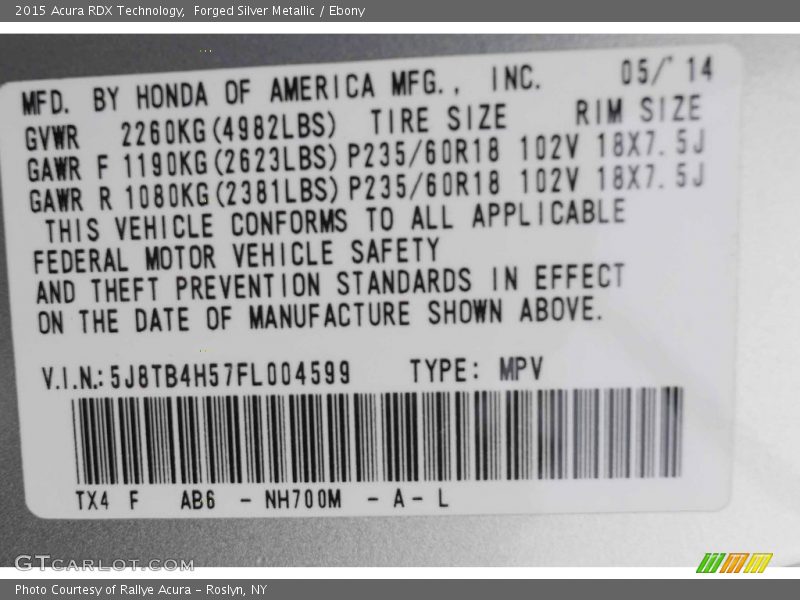 2015 Acura RDX Technology,  Forged Silver Metallic / Ebony
MFD. BY HONDA OF AMERICA MFG., INC. 05/'14
GVWR 2260KG(4982LBS) TIRE SIZE RIM SIZE
GAWR F 1190KG(2623LBS) P235/60R18 102V 18X7.5J
GAWR R 1080KG(2381LBS) P235/60R18 102V 18X7.5J
THIS VEHICLE CONFORMS TO ALL APPLICABLE
FEDERAL MOTOR VEHICLE SAFETY
AND THEFT PREVENTION STANDARDS IN EFFECT
ON THE DATE OF MANUFACTURE SHOWN ABOVE.
V.I.N.: 5J8TB4H57FL004599 TYPE: MPV
TX4 F AB6 - NH700M - A - L
GTCARLOT.COM
Photo Courtesy of Rallye Acura - Roslyn, NY